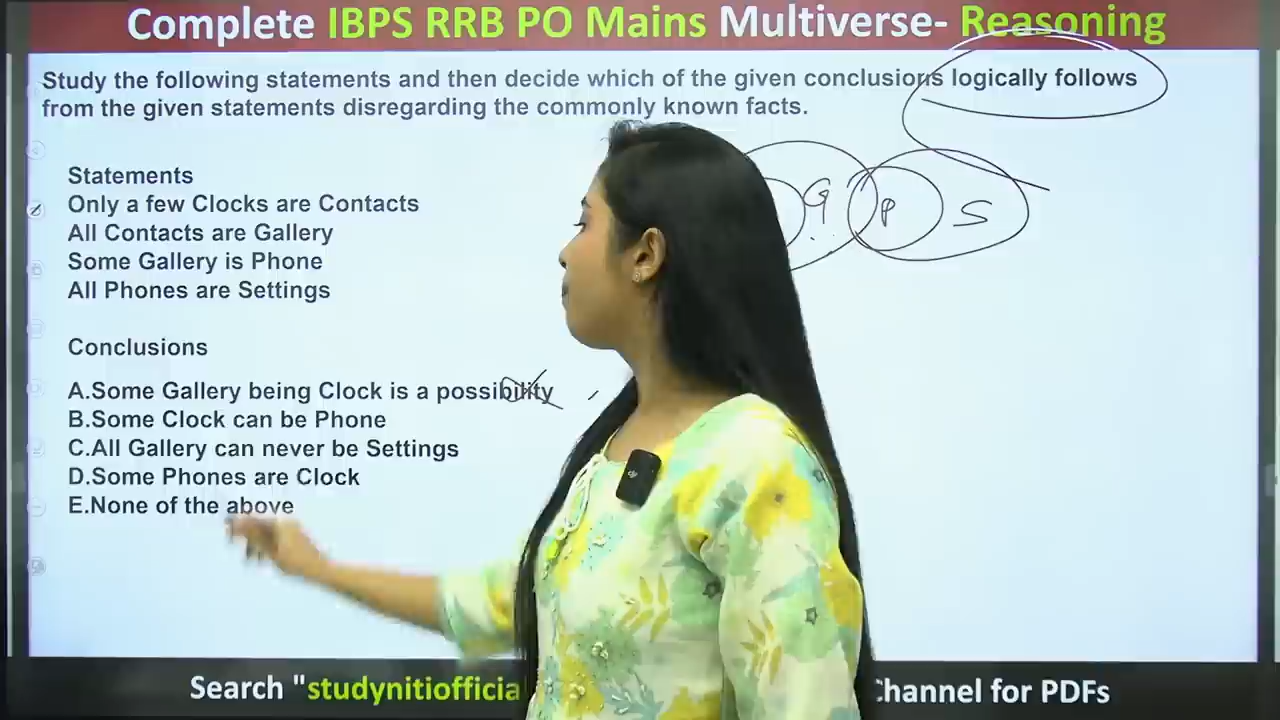 Complete IBPS RRB PO Mains Multiverse- Reasoning
Study the following statements and then decide which of the given conclusions logically follows
from the given statements disregarding the commonly known facts.
Statements
Only a few Clocks are Contacts
All Contacts are Gallery
Some Gallery is Phone
All Phones are Settings
G P S
Conclusions
A.Some Gallery being Clock is a possibility
B.Some Clock can be Phone
C.All Gallery can never be Settings
D.Some Phones are Clock
E.None of the above
Search "studynitiofficia Channel for PDFs